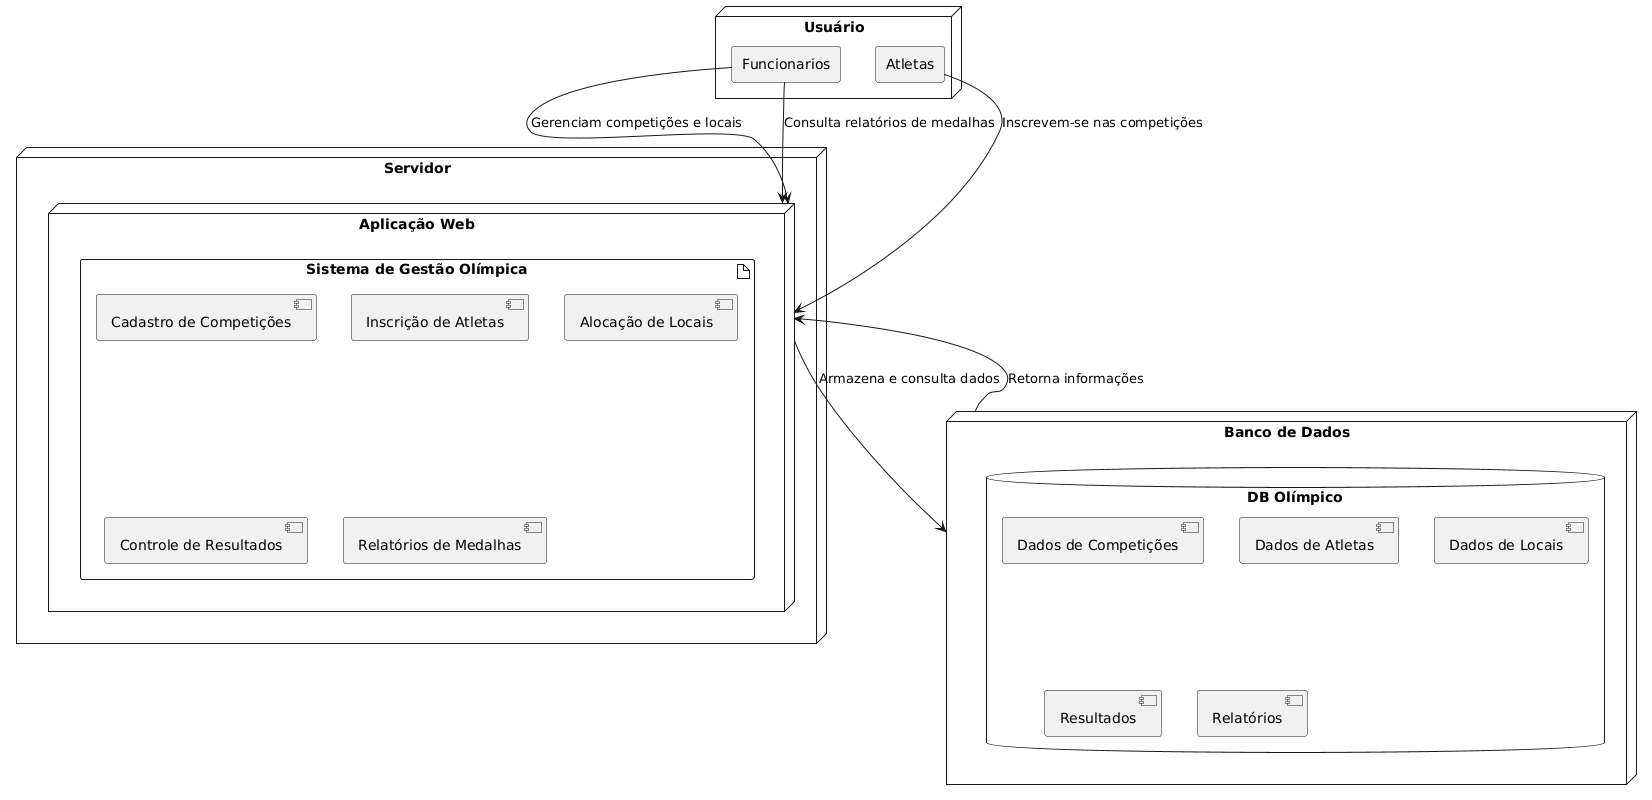 Usuário
Funcionarios
Atletas
Gerenciam competições e locais
Consulta relatórios de medalhas
Inscrevem-se nas competições
Servidor
Aplicação Web
Sistema de Gestão Olímpica
Cadastro de Competições
Inscrição de Atletas
Alocação de Locais
Controle de Resultados
Relatórios de Medalhas
Armazena e consulta dados
Retorna informações
Banco de Dados
DB Olímpico
Dados de Competições
Dados de Atletas
Dados de Locais
Resultados
Relatórios